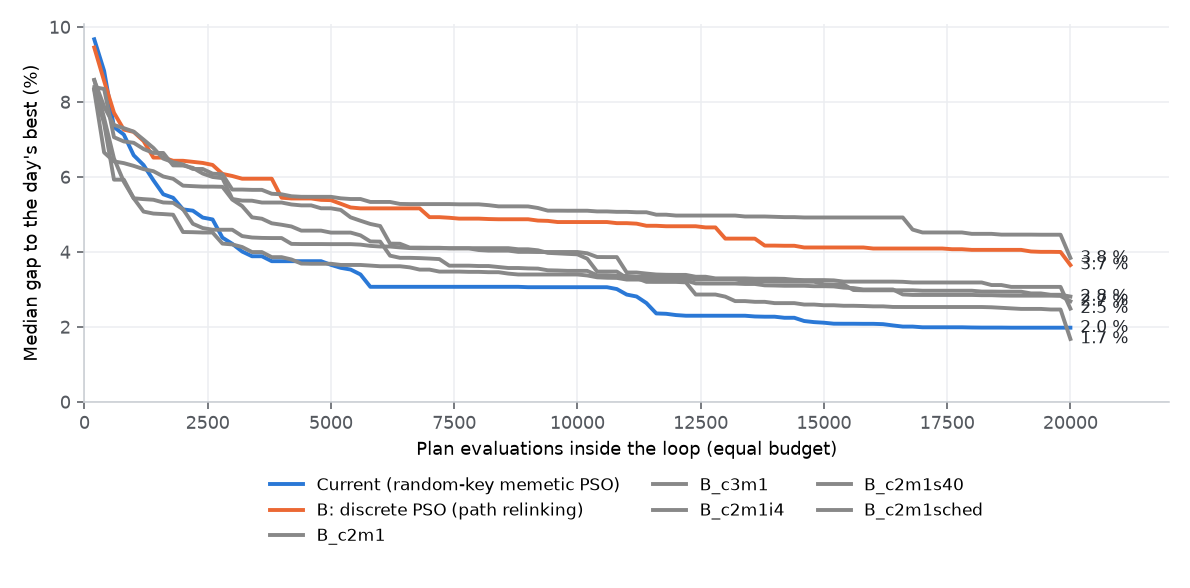 Median gap to the day's best (%)
10
8
6
4
2
0
3.8 %
3.7 %
2.8 %
2.5 %
2.0 %
1.7 %
0
2500
5000
7500
10000
12500
15000
17500
20000
Plan evaluations inside the loop (equal budget)
Current (random-key memetic PSO)
B: discrete PSO (path relinking)
B_c2m1
B_c3m1
B_c2m1i4
B_c2m1s40
B_c2m1sched